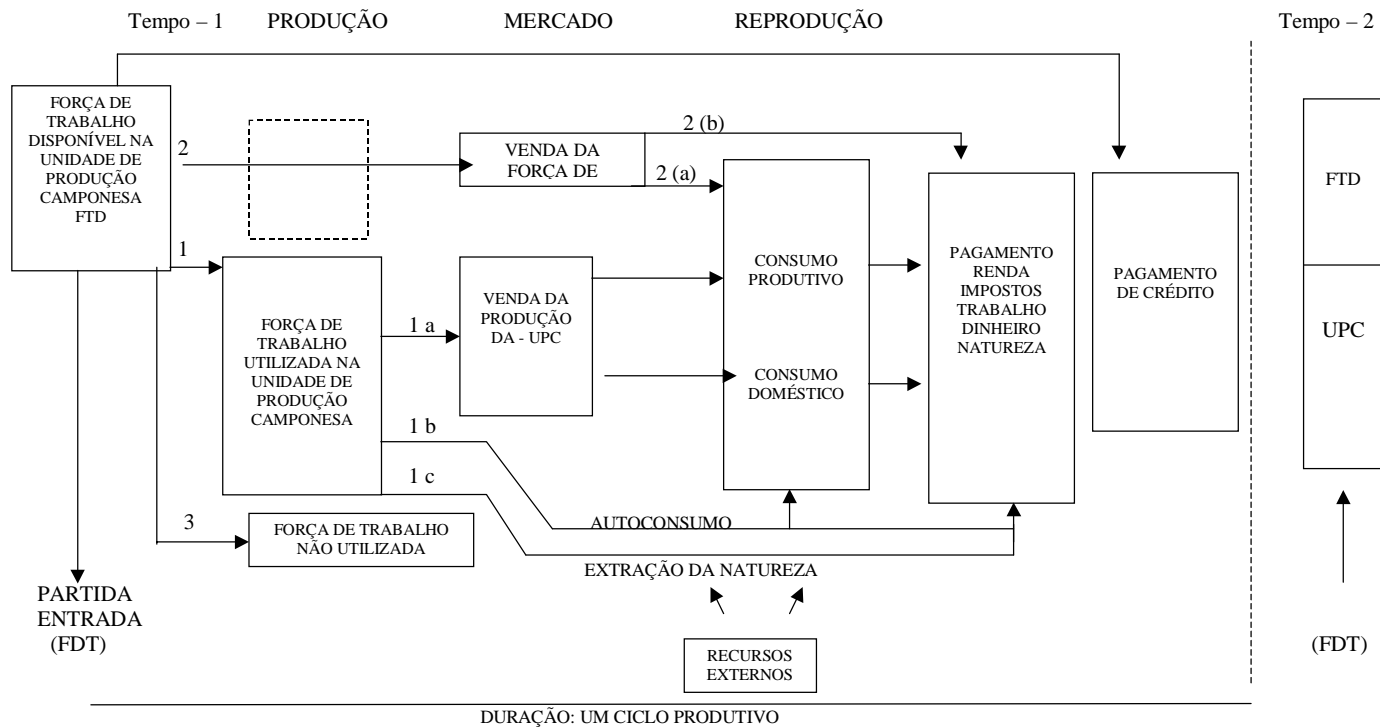 Tempo – 1 PRODUÇÃO MERCADO REPRODUÇÃO Tempo – 2
FORÇA DE
TRABALHO
DISPONÍVEL NA
UNIDADE DE
PRODUÇÃO
CAMPONESA
FTD
2
VENDA DA
FORÇA DE
2 (b)
2 (a)
1
FORÇA DE
TRABALHO
UTILIZADA NA
UNIDADE DE
PRODUÇÃO
CAMPONESA
1 a
VENDA DA
PRODUÇÃO
DA - UPC
CONSUMO
PRODUTIVO
CONSUMO
DOMÉSTICO
PAGAMENTO
RENDA
IMPOSTOS
TRABALHO
DINHEIRO
NATUREZA
PAGAMENTO
DE CRÉDITO
FTD
UPC
1 b
1 c
3
FORÇA DE TRABALHO
NÃO UTILIZADA
AUTOCONSUMO
EXTRAÇÃO DA NATUREZA
PARTIDA
ENTRADA
(FDT)
RECURSOS
EXTERNOS
(FDT)
DURAÇÃO: UM CICLO PRODUTIVO